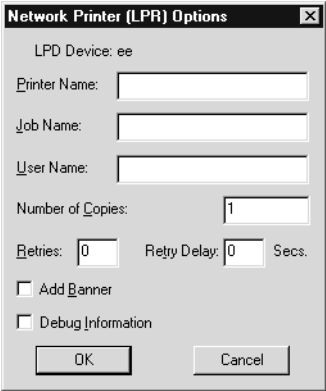 Network Printer (LPR) Options
LPD Device: ee
Printer Name:
Job Name:
User Name:
Number of Copies: 1
Retries: 0 Retry Delay: 0 Secs.
Add Banner
Debug Information
OK Cancel